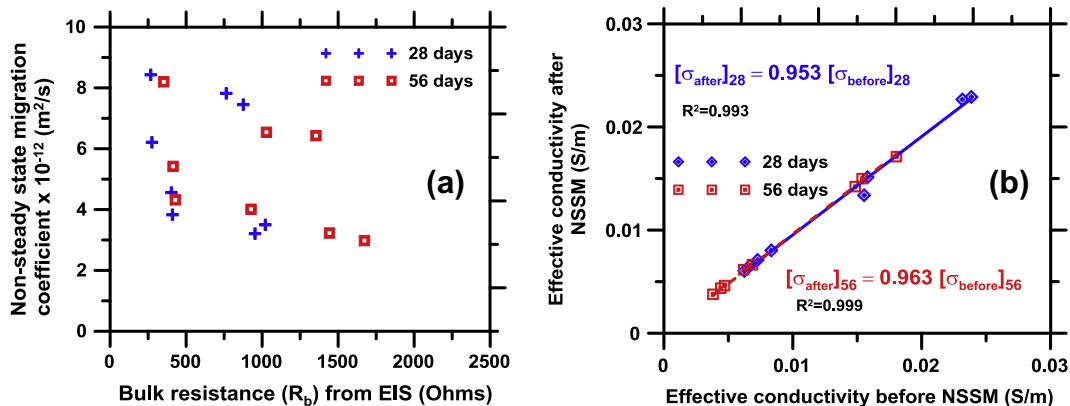 10
8
6
4
2
0
Non-steady state migration
coefficient x 10-12 (m2/s)
28 days
56 days
(a)
0 500 1000 1500 2000 2500
Bulk resistance (Rb) from EIS (Ohms)
0.03
0.02
0.01
0
Effective conductivity after
NSSM (S/m)
[σafter]28 = 0.953 [σbefore]28
R2=0.993
28 days
56 days
(b)
[σafter]56 = 0.963 [σbefore]56
R2=0.999
0 0.01 0.02 0.03
Effective conductivity before NSSM (S/m)